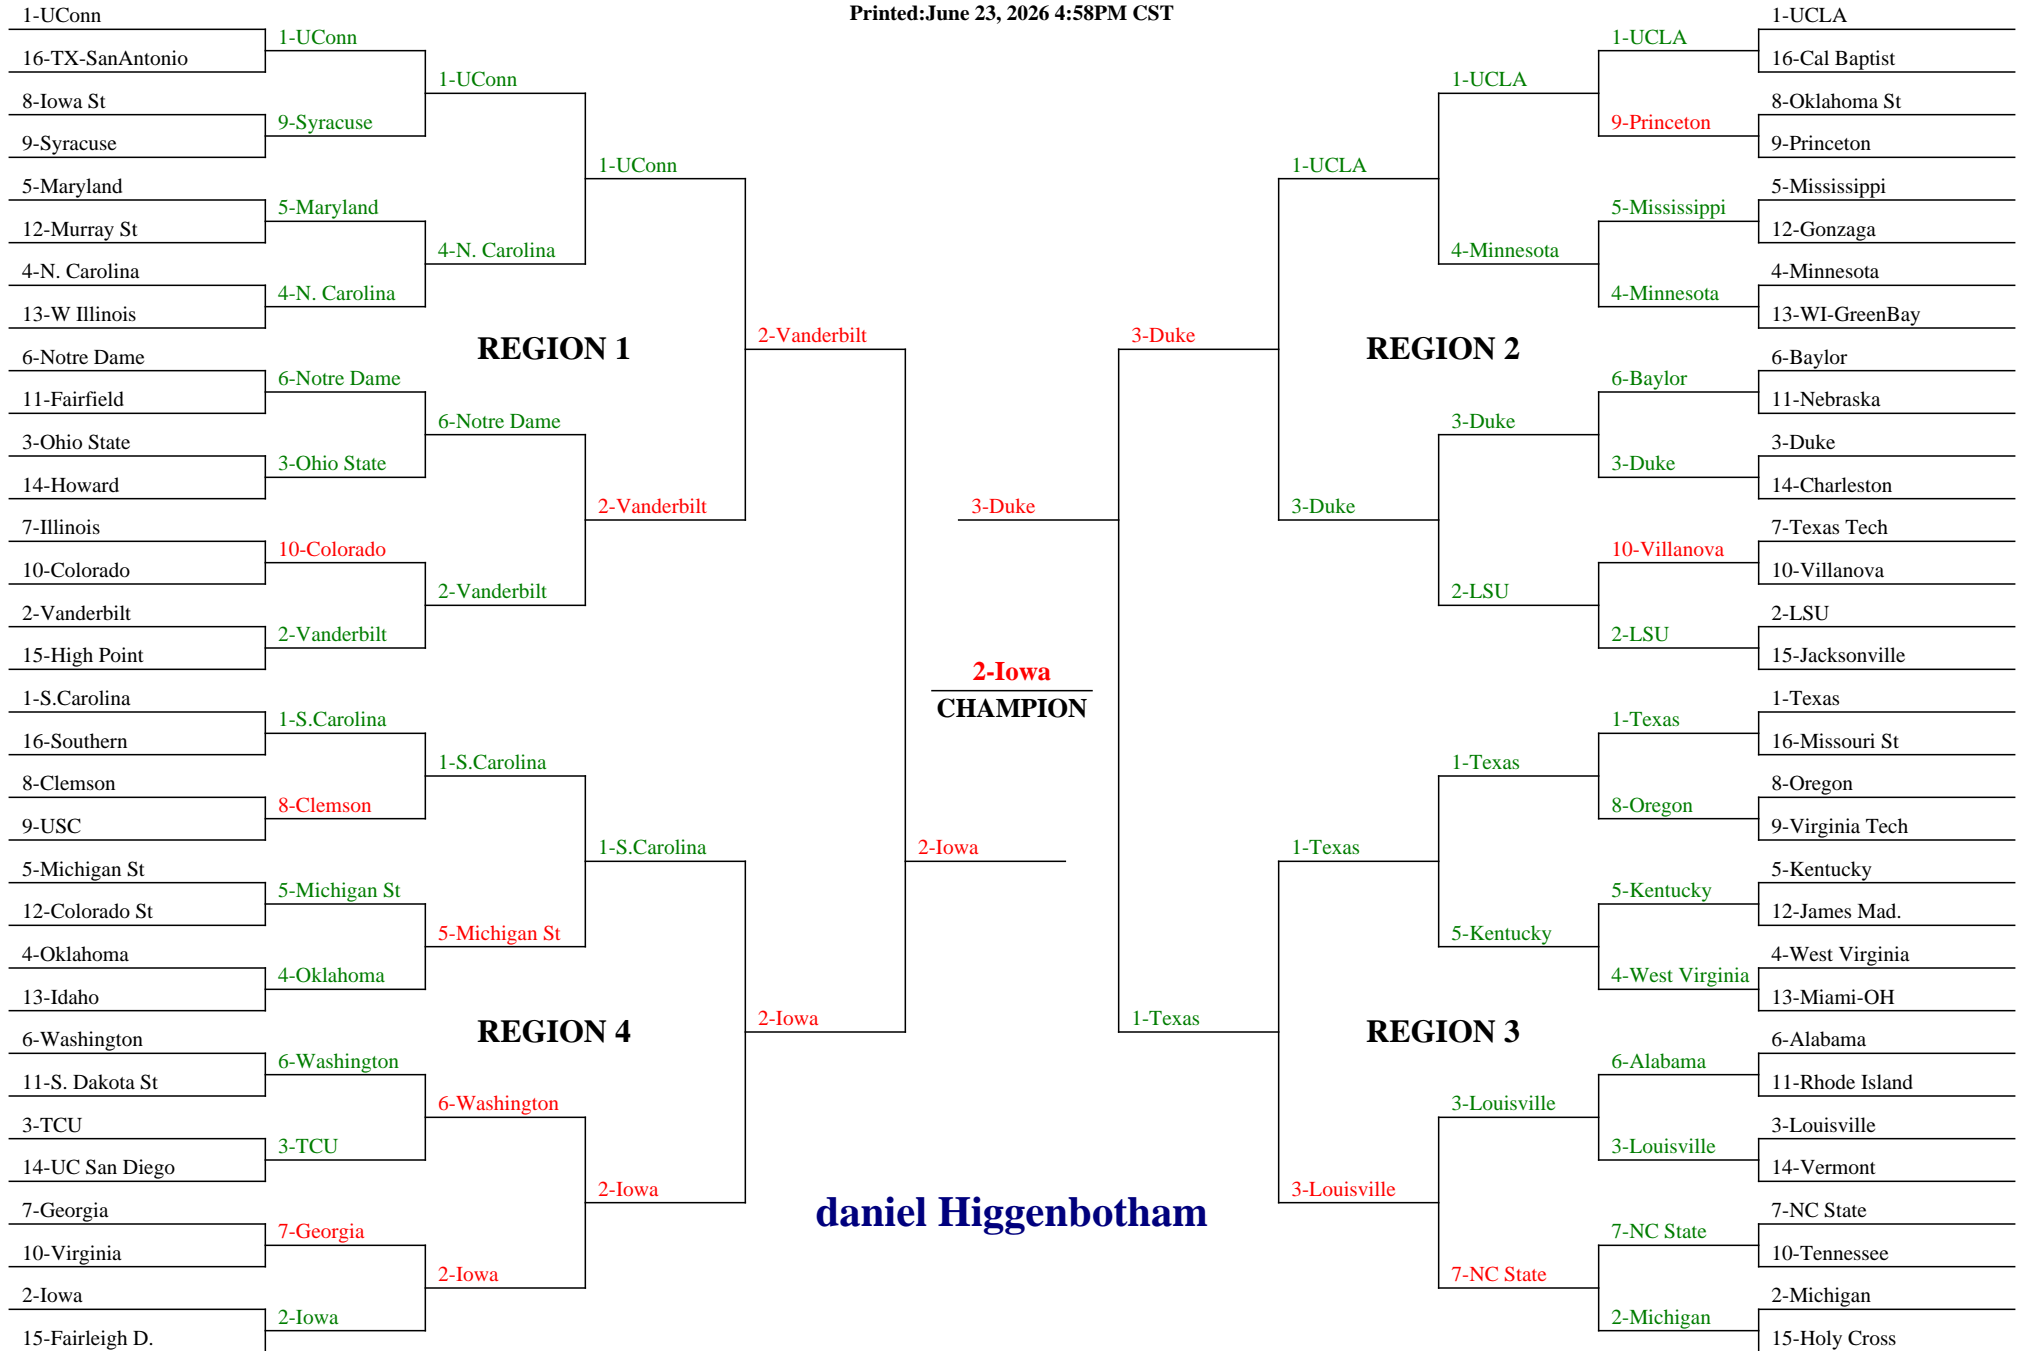 Printed:June 23, 2026 4:58PM CST
1-UConn
16-TX-SanAntonio
8-Iowa St
9-Syracuse
5-Maryland
12-Murray St
4-N. Carolina
13-W Illinois
6-Notre Dame
11-Fairfield
3-Ohio State
14-Howard
7-Illinois
10-Colorado
2-Vanderbilt
15-High Point
1-S.Carolina
16-Southern
8-Clemson
9-USC
5-Michigan St
12-Colorado St
4-Oklahoma
13-Idaho
6-Washington
11-S. Dakota St
3-TCU
14-UC San Diego
7-Georgia
10-Virginia
2-Iowa
15-Fairleigh D.
1-UConn
9-Syracuse
5-Maryland
4-N. Carolina
6-Notre Dame
3-Ohio State
10-Colorado
2-Vanderbilt
1-S.Carolina
8-Clemson
5-Michigan St
4-Oklahoma
6-Washington
3-TCU
7-Georgia
2-Iowa
1-UConn
4-N. Carolina
6-Notre Dame
2-Vanderbilt
1-S.Carolina
5-Michigan St
6-Washington
2-Iowa
REGION 1
REGION 4
1-UConn
2-Vanderbilt
1-S.Carolina
2-Iowa
2-Vanderbilt
2-Iowa
2-Iowa
3-Duke
2-Iowa
CHAMPION
daniel Higgenbotham
3-Duke
1-Texas
1-UCLA
3-Duke
1-Texas
3-Louisville
REGION 2
REGION 3
1-UCLA
4-Minnesota
3-Duke
2-LSU
1-Texas
5-Kentucky
3-Louisville
7-NC State
1-UCLA
9-Princeton
5-Mississippi
4-Minnesota
6-Baylor
3-Duke
10-Villanova
2-LSU
1-Texas
8-Oregon
5-Kentucky
4-West Virginia
6-Alabama
3-Louisville
7-NC State
2-Michigan
1-UCLA
16-Cal Baptist
8-Oklahoma St
9-Princeton
5-Mississippi
12-Gonzaga
4-Minnesota
13-WI-GreenBay
6-Baylor
11-Nebraska
3-Duke
14-Charleston
7-Texas Tech
10-Villanova
2-LSU
15-Jacksonville
1-Texas
16-Missouri St
8-Oregon
9-Virginia Tech
5-Kentucky
12-James Mad.
4-West Virginia
13-Miami-OH
6-Alabama
11-Rhode Island
3-Louisville
14-Vermont
7-NC State
10-Tennessee
2-Michigan
15-Holy Cross